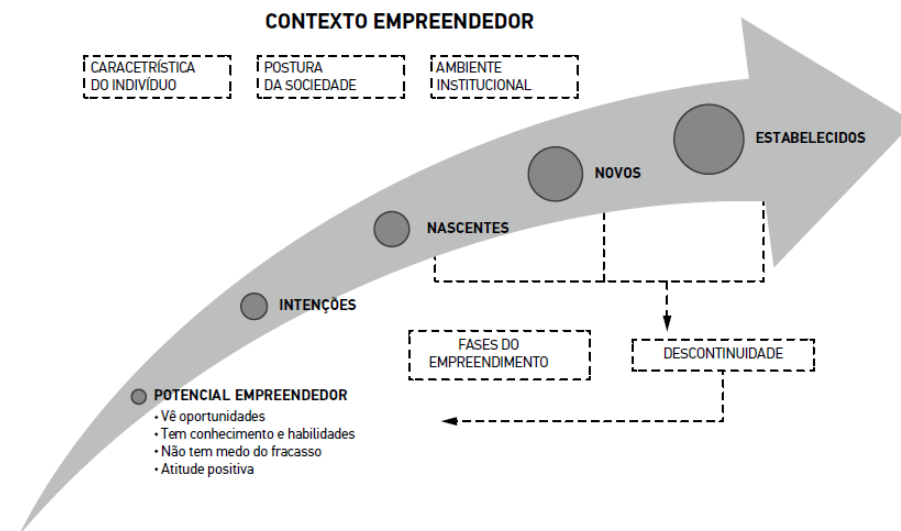 CONTEXTO EMPREENDEDOR
CARACETRÍSTICA
DO INDIVÍDUO
POSTURA
DA SOCIEDADE
AMBIENTE
INSTITUCIONAL
ESTABELECIDOS
NOVOS
NASCENTES
INTENÇÕES
FASES DO
EMPREENDIMENTO
DESCONTINUIDADE
POTENCIAL EMPREENDEDOR
• Vê oportunidades
• Tem conhecimento e habilidades
• Não tem medo do fracasso
• Atitude positiva